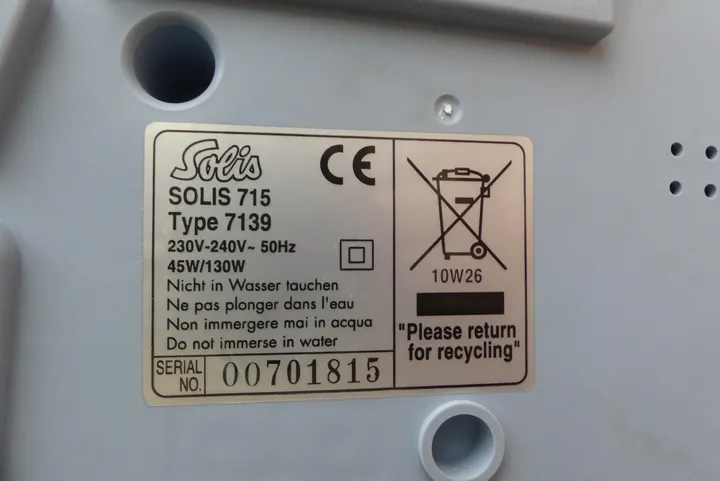 Solis
CE
SOLIS 715
Type 7139
230V-240V~ 50Hz
45W/130W
Nicht in Wasser tauchen
Ne pas plonger dans l'eau
Non immergere mai in acqua
Do not immerse in water
SERIAL NO. 00701815
10W26
"Please return
for recycling"